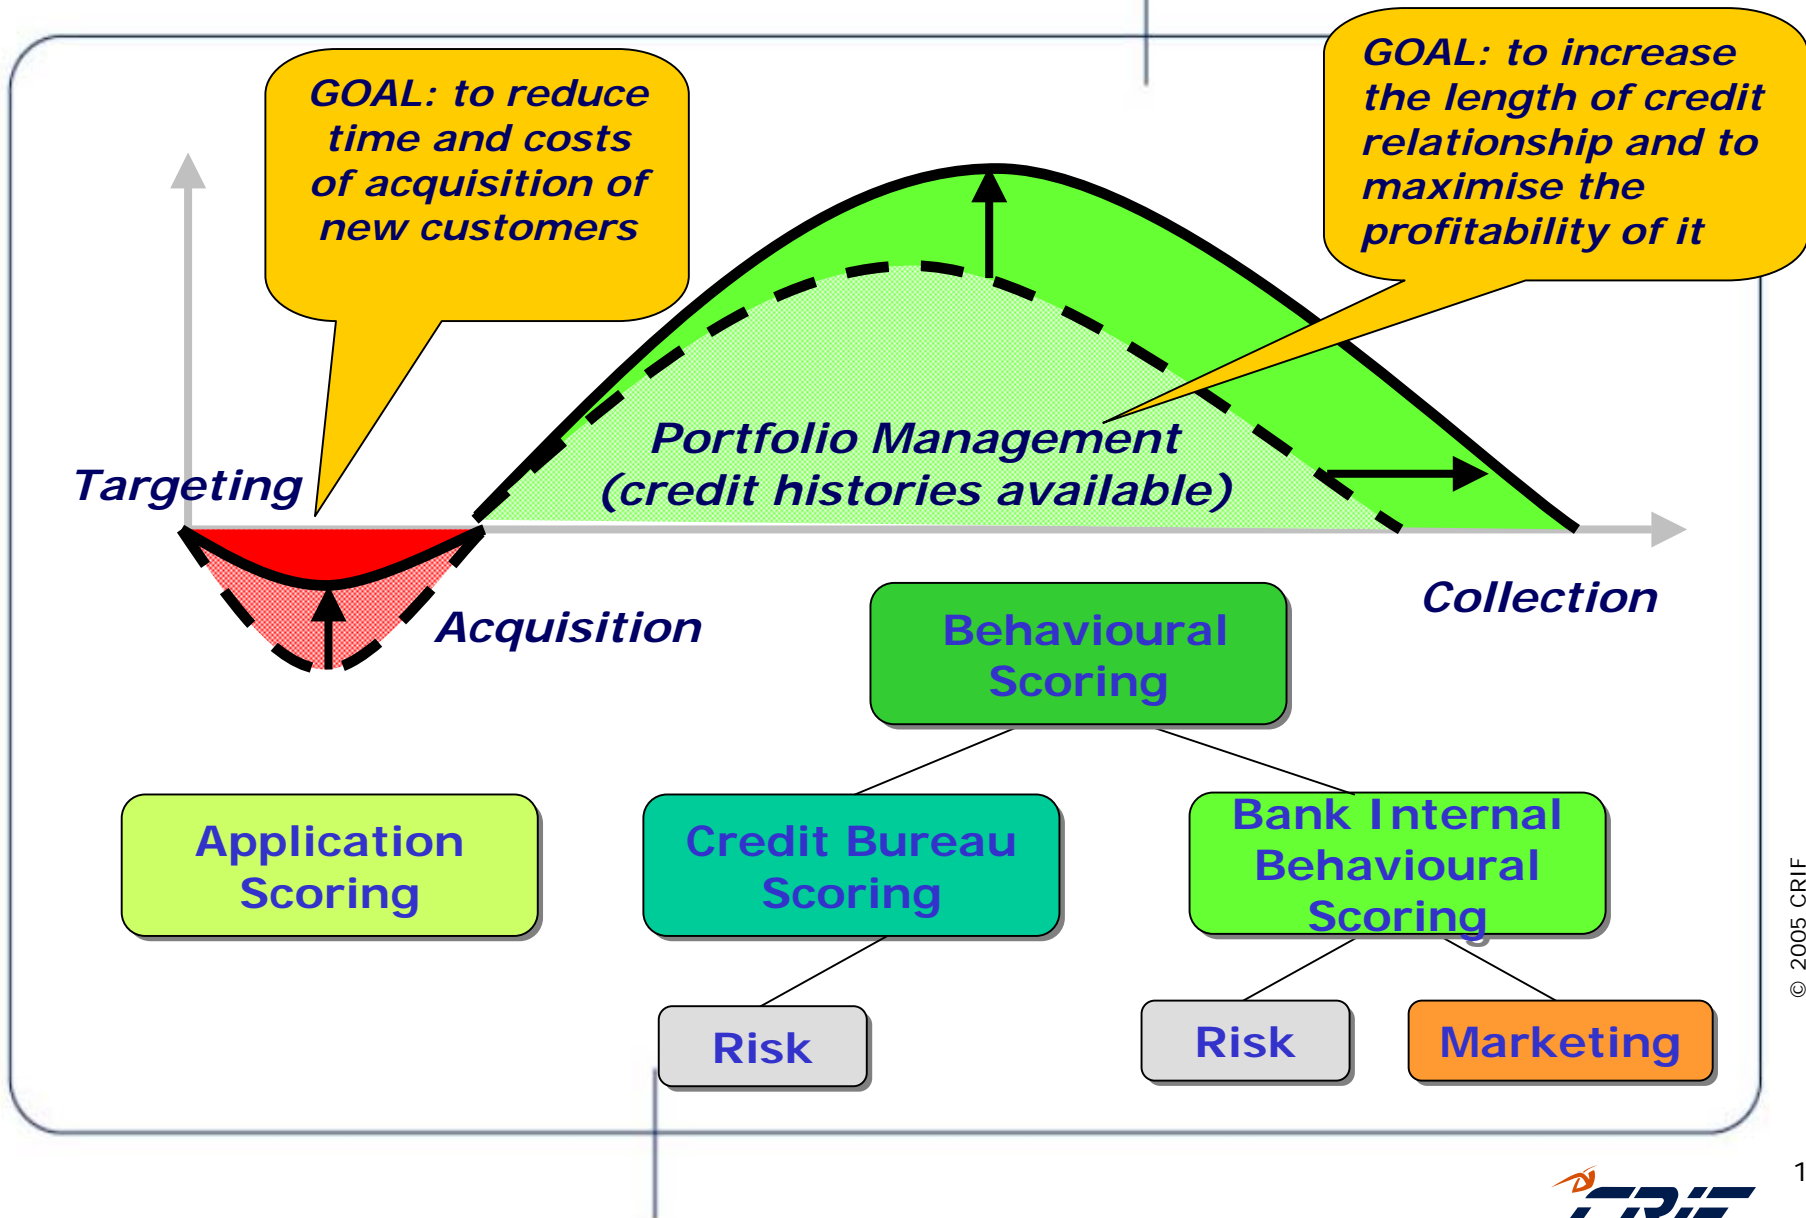 GOAL: to reduce
time and costs
of acquisition of
new customers
GOAL: to increase
the length of credit
relationship and to
maximise the
profitability of it
Portfolio Management
(credit histories available)
Targeting
Acquisition
Collection
Behavioural
Scoring
Application
Scoring
Credit Bureau
Scoring
Bank Internal
Behavioural
Scoring
Risk
Risk
Marketing
© 2005 CRIF
1
CRIF